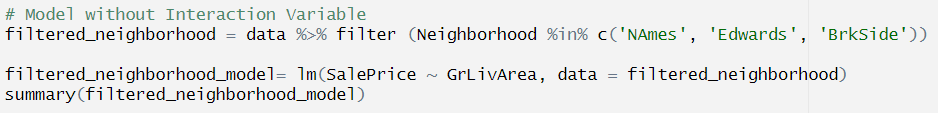 # Model without Interaction Variable
filtered_neighborhood = data %>% filter (Neighborhood %in% c('NAmes', 'Edwards', 'BrkSide'))
filtered_neighborhood_model= lm(SalePrice ~ GrLivArea, data = filtered_neighborhood)
summary(filtered_neighborhood_model)